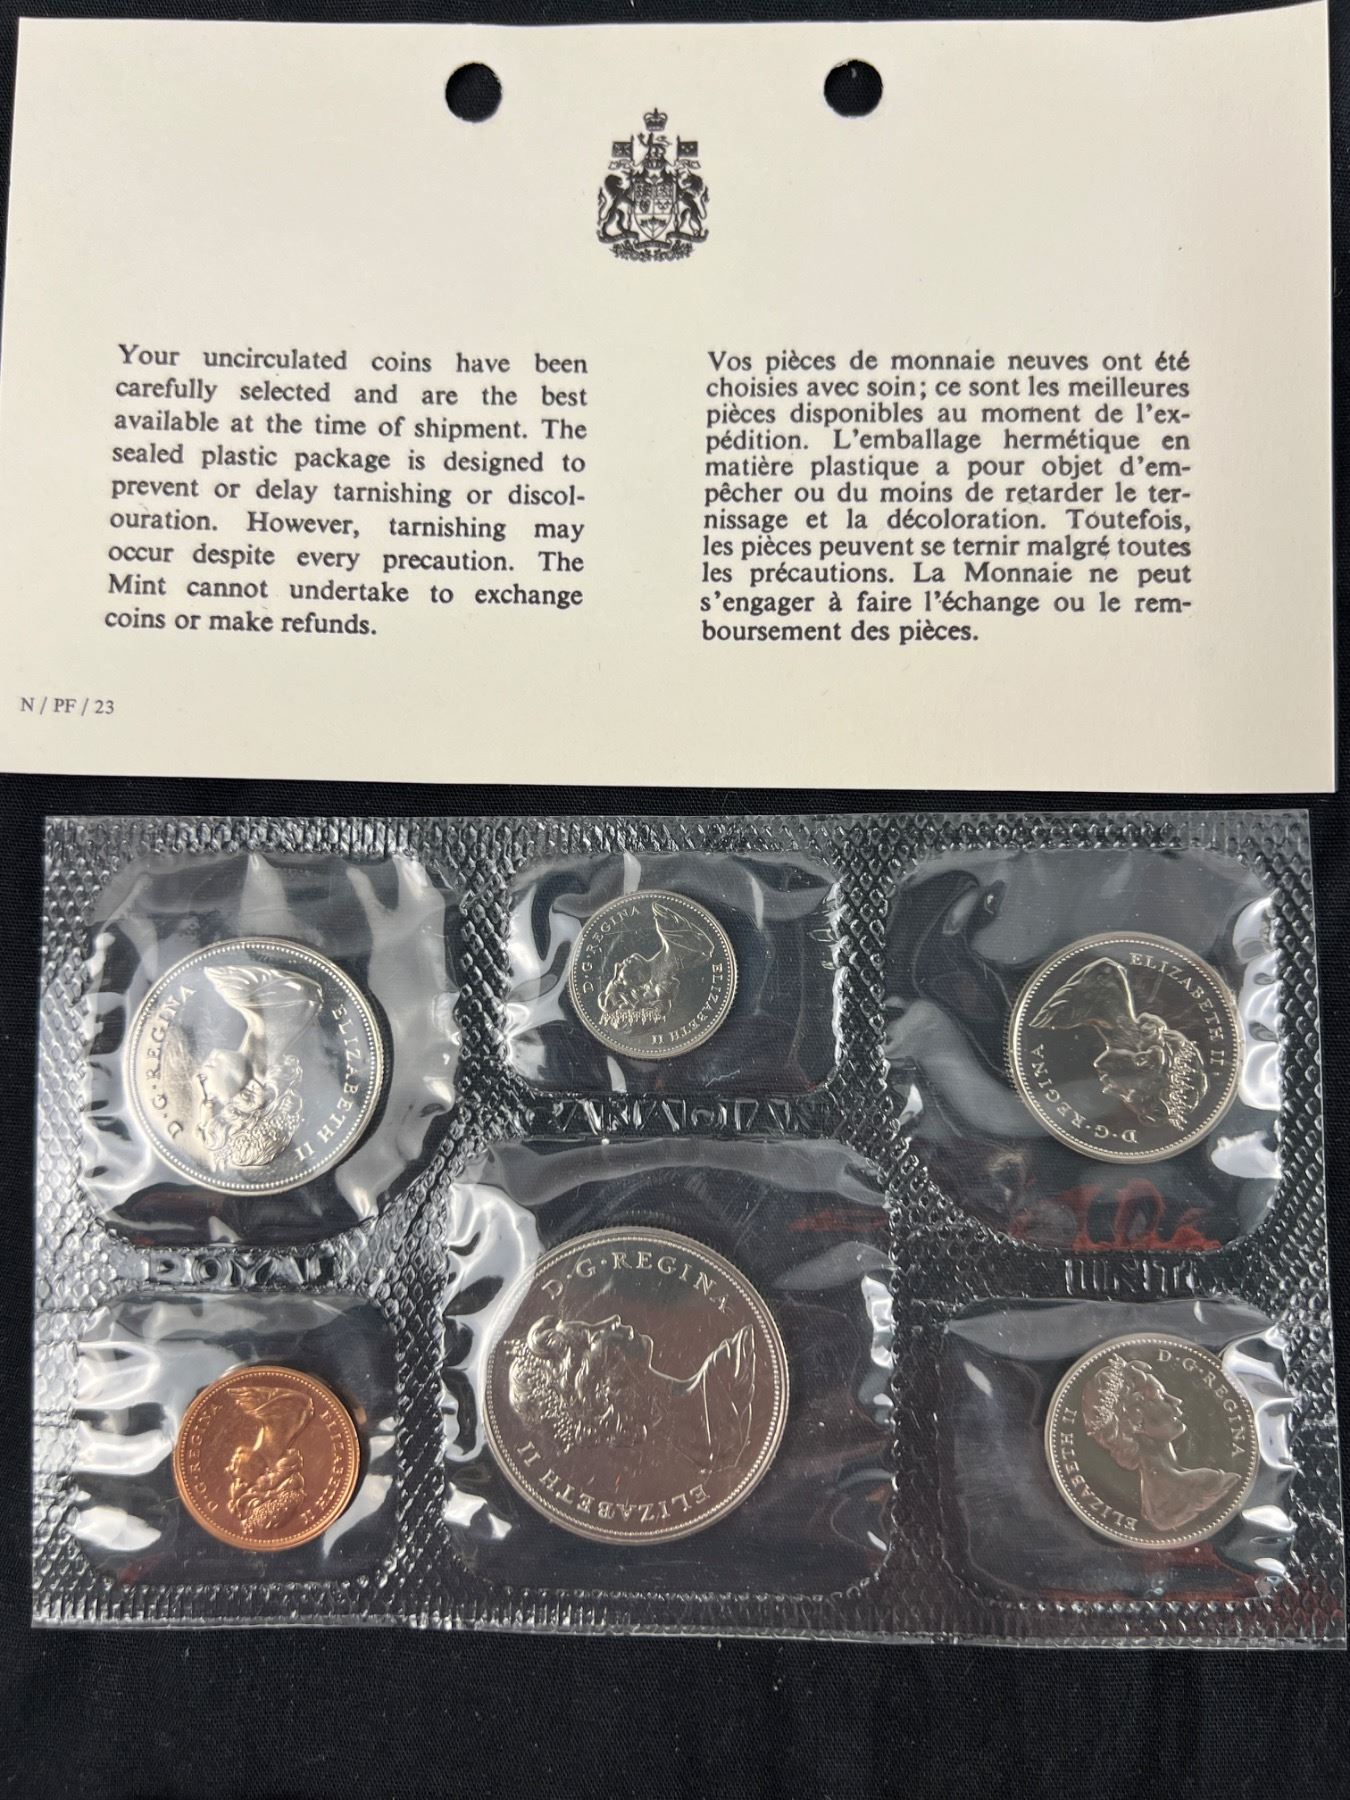 Your uncirculated coins have been
carefully selected and are the best
available at the time of shipment. The
sealed plastic package is designed to
prevent or delay tarnishing or discol-
ouration. However, tarnishing may
occur despite every precaution. The
Mint cannot undertake to exchange
coins or make refunds.
Vos pièces de monnaie neuves ont été
choisies avec soin; ce sont les meilleures
pièces disponibles au moment de l'ex-
pédition. L'emballage hermétique en
matière plastique a pour objet d'em-
pêcher ou du moins de retarder le ter-
nissage et la décoloration. Toutefois,
les pièces peuvent se ternir malgré toutes
les précautions. La Monnaie ne peut
s'engager à faire l'échange ou le rem-
boursement des pièces.
N / PF / 23
D·G·REGINA ELIZABETH II
D·G·REGINA ELIZABETH II
ELIZABETH II D·G·REGINA
CANADIAN
ROYAL
MINT
D·G·REGINA ELIZABETH II
ELIZABETH II D·G·REGINA
ELIZABETH II D·G·REGINA